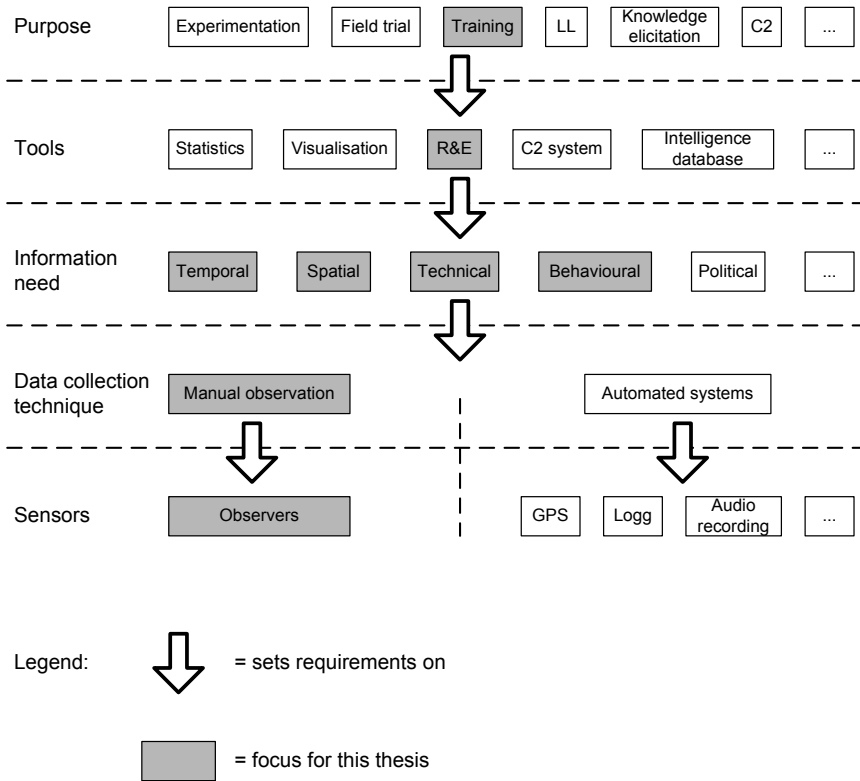 Purpose
Experimentation
Field trial
Training
LL
Knowledge
elicitation
C2
...
Tools
Statistics
Visualisation
R&E
C2 system
Intelligence
database
...
Information
need
Temporal
Spatial
Technical
Behavioural
Political
...
Data collection
technique
Manual observation
Automated systems
Sensors
Observers
GPS
Logg
Audio
recording
...
Legend:
= sets requirements on
= focus for this thesis